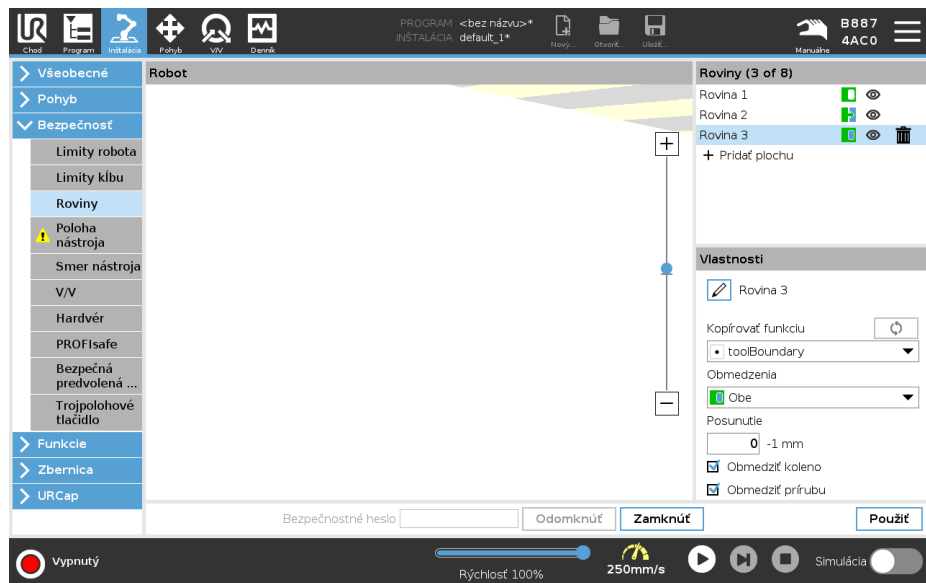 PROGRAM <bez názvu>*
INŠTALÁCIA default_1*
Chod
Program
Inštalácia
Pohyb
V/V
Denník
Nový...
Otvoriť...
Uložiť...
Manuálne
B887
4AC0
Všeobecné
Pohyb
Bezpečnosť
Limity robota
Limity kĺbu
Roviny
Poloha
nástroja
Smer nástroja
V/V
Hardvér
PROFIsafe
Bezpečná
predvolená ...
Trojpolohové
tlačidlo
Funkcie
Zbernica
URCap
Robot
Roviny (3 of 8)
Rovina 1
Rovina 2
Rovina 3
+ Pridať plochu
Vlastnosti
Rovina 3
Kopírovať funkciu
toolBoundary
Obmedzenia
Obe
Posunutie
0 -1 mm
Obmedziť koleno
Obmedziť prírubu
Bezpečnostné heslo
Odomknúť
Zamknúť
Použiť
Vypnutý
Rýchlosť 100%
250mm/s
Simulácia